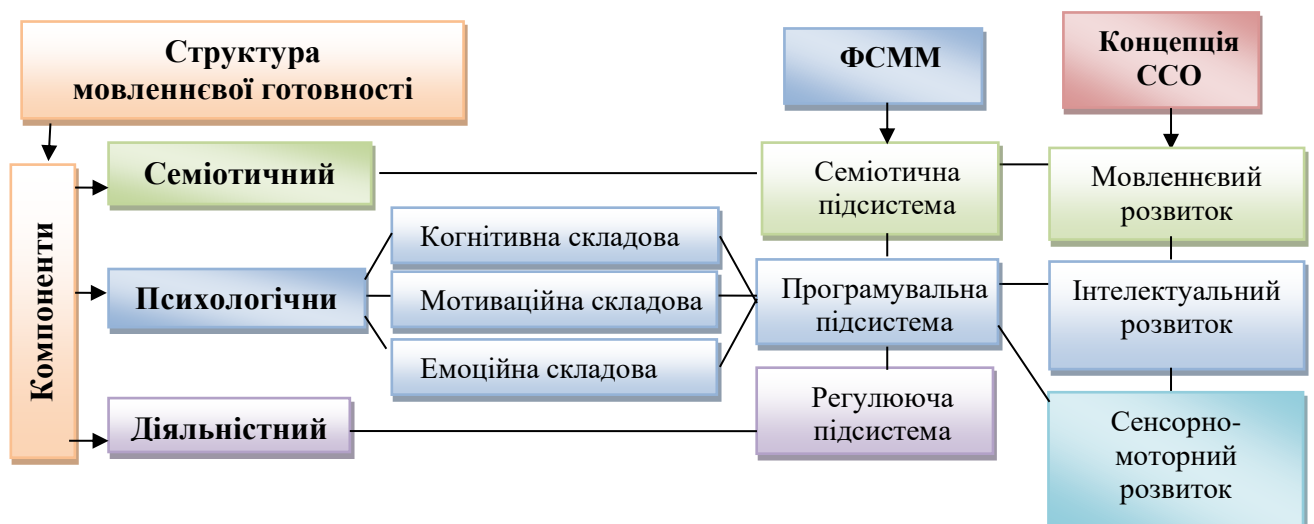 Структура
мовленнєвої готовності
ФСММ
Концепція
ССО
Компоненти
Семіотичний
Семіотична
підсистема
Мовленнєвий
розвиток
Когнітивна складова
Психологічни
Мотиваційна складова
Програмувальна
підсистема
Інтелектуальний
розвиток
Емоційна складова
Діяльністний
Регулююча
підсистема
Сенсорно-
моторний
розвиток